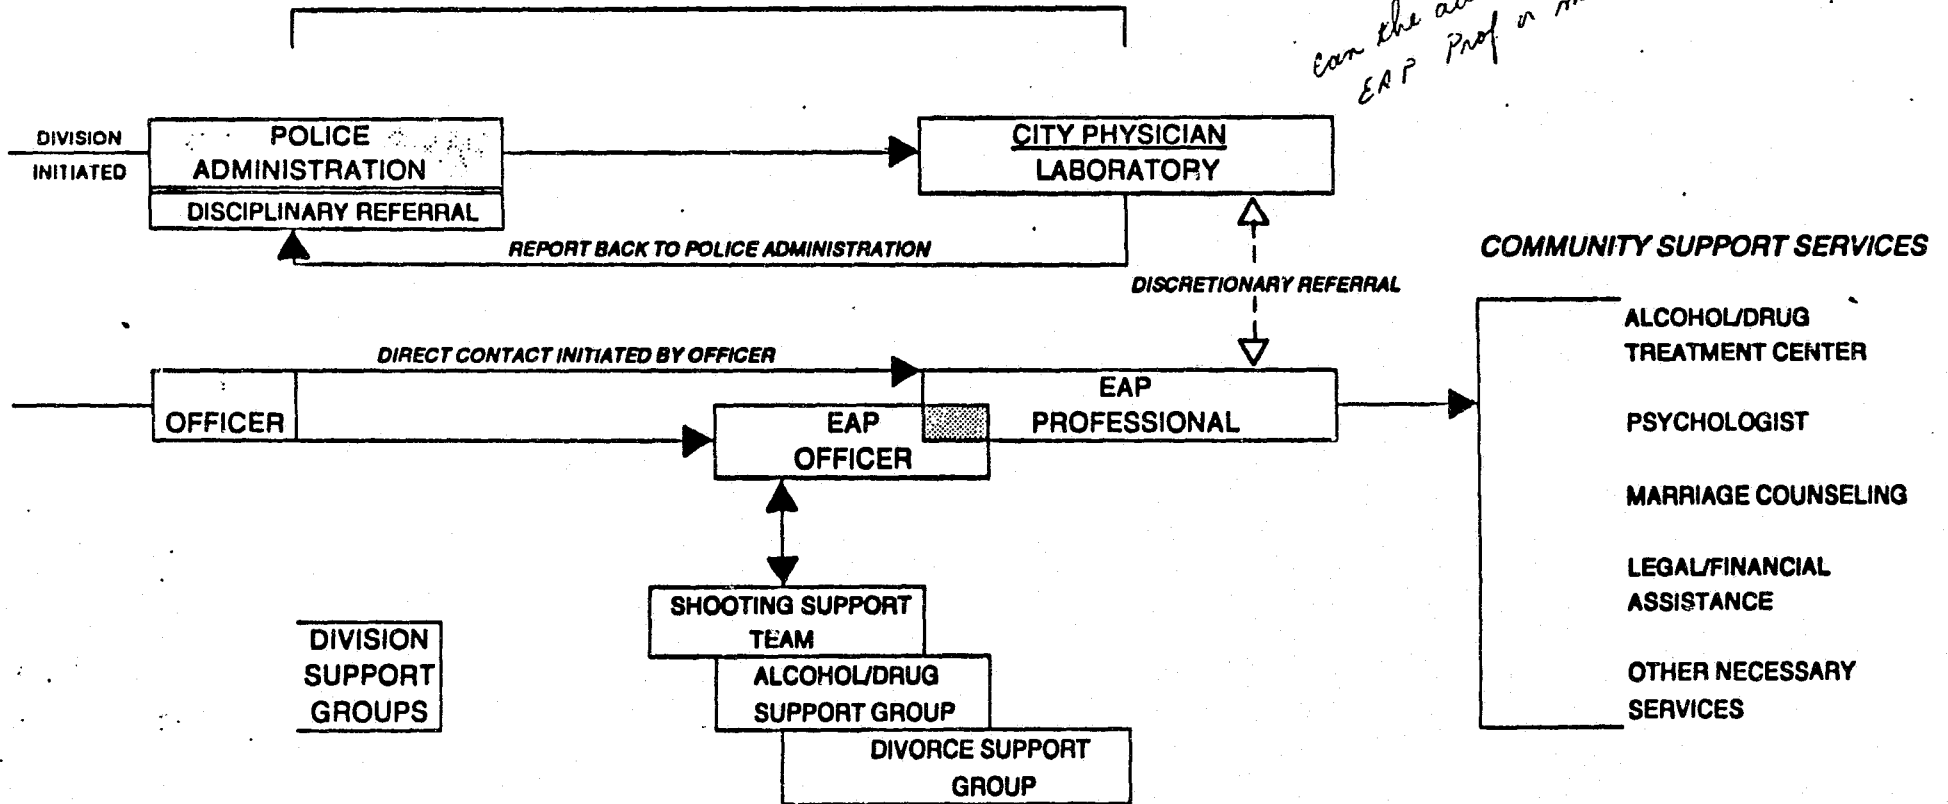 can the
EAP Prof or
DIVISION
INITIATED
POLICE
ADMINISTRATION
DISCIPLINARY REFERRAL
CITY PHYSICIAN
LABORATORY
REPORT BACK TO POLICE ADMINISTRATION
DISCRETIONARY REFERRAL
COMMUNITY SUPPORT SERVICES
ALCOHOL/DRUG
TREATMENT CENTER
PSYCHOLOGIST
MARRIAGE COUNSELING
LEGAL/FINANCIAL
ASSISTANCE
OTHER NECESSARY
SERVICES
DIRECT CONTACT INITIATED BY OFFICER
OFFICER
EAP
OFFICER
EAP
PROFESSIONAL
DIVISION
SUPPORT
GROUPS
SHOOTING SUPPORT
TEAM
ALCOHOL/DRUG
SUPPORT GROUP
DIVORCE SUPPORT
GROUP